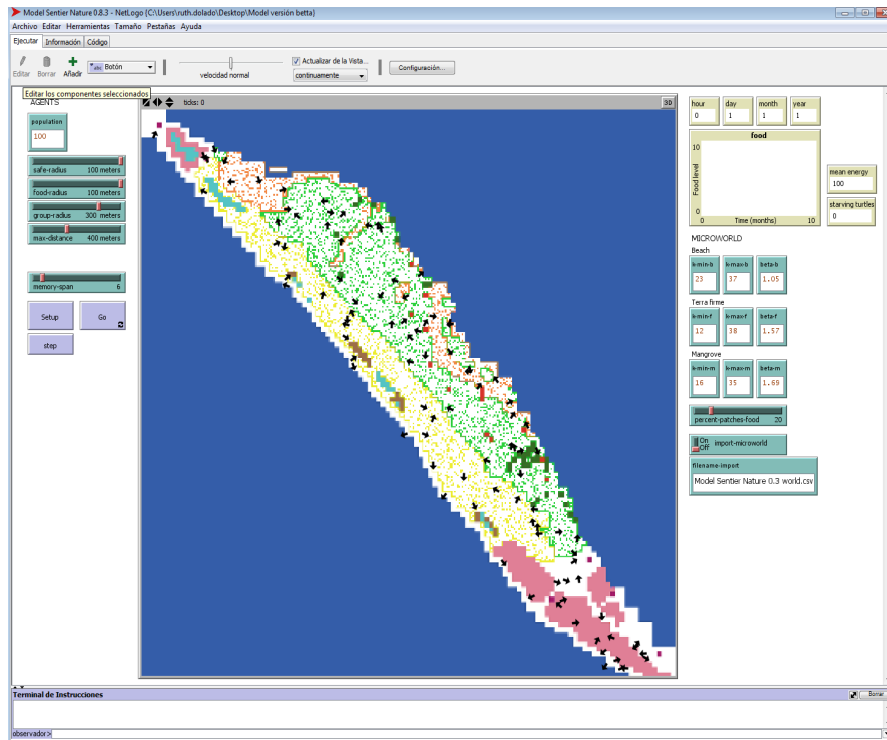 Model Sentier Nature 0.8.3 - NetLogo {C:\Users\ruth.dolado\Desktop\Model versión betta}
Archivo Editar Herramientas Tamaño Pestañas Ayuda
Ejecutar Información Código
Editar Borrar Añadir
abc Botón
velocidad normal
Actualizar de la Vista...
continuamente
Configuración...
Editar los componentes seleccionados
AGENTS
population
100
safe-radius 100 meters
food-radius 100 meters
group-radius 300 meters
max-distance 400 meters
memory-span 6
Setup
Go
step
ticks: 0
3D
hour
0
day
1
month
1
year
1
food
Food level
10
0
0 Time (months) 10
mean energy
100
starving turtles
0
MICROWORLD
Beach
k-min-b k-max-b beta-b
23 37 1.05
Terra firme
k-min-f k-max-f beta-f
12 38 1.57
Mangrove
k-min-m k-max-m beta-m
16 35 1.69
percent-patches-food 20
On
Off
import-microworld
filename-import
Model Sentier Nature 0.3 world.csv
Terminal de Instrucciones
Borrar
observador>